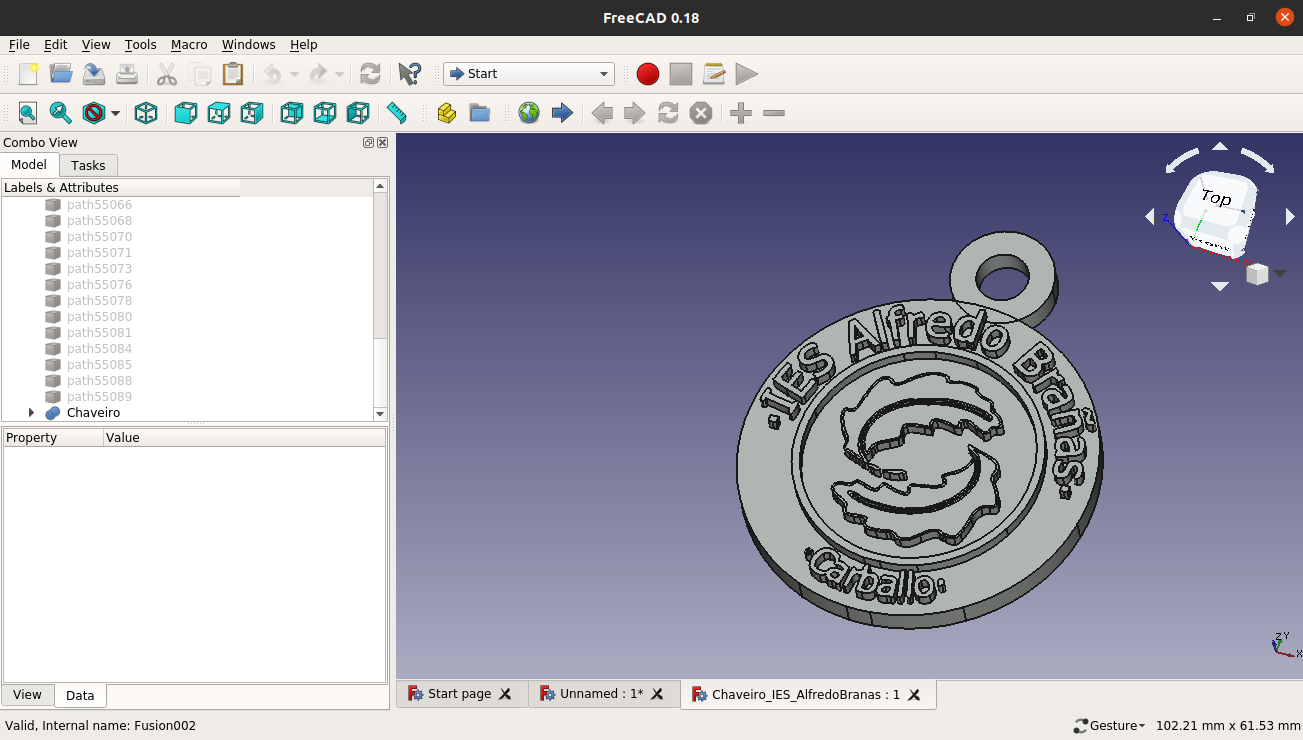 FreeCAD 0.18
File Edit View Tools Macro Windows Help
Start
Combo View
Model Tasks
Labels & Attributes
path55066
path55068
path55070
path55071
path55073
path55076
path55078
path55080
path55081
path55084
path55085
path55088
path55089
Chaveiro
Property Value
Top
Z
·IES Alfredo Brañas·
·Carballo·
Z Y
X
View Data
Start page
Unnamed : 1*
Chaveiro_IES_AlfredoBranas : 1
Valid, Internal name: Fusion002
Gesture 102.21 mm x 61.53 mm